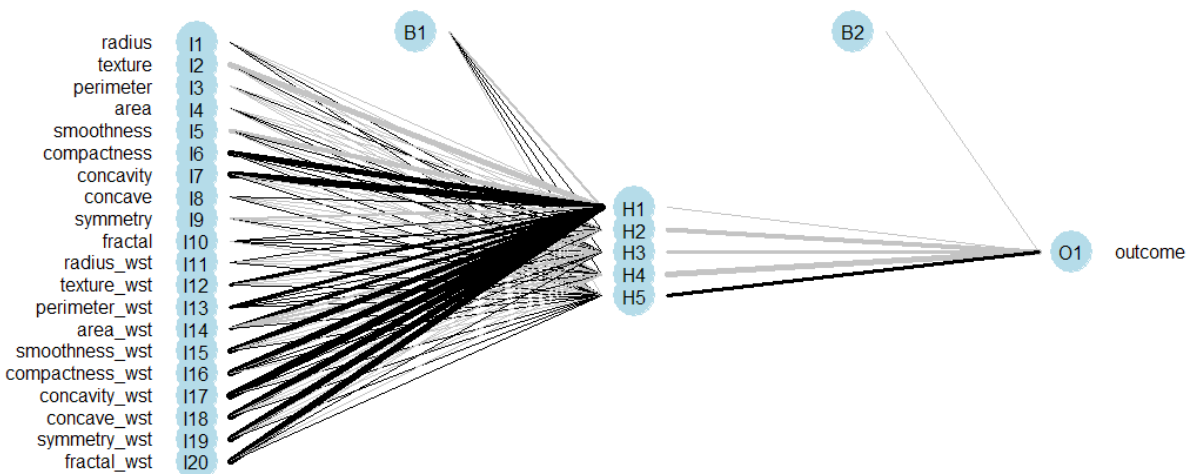 B1 B2
radius I1
texture I2
perimeter I3
area I4
smoothness I5
compactness I6
concavity I7
concave I8
symmetry I9
fractal I10
radius_wst I11
texture_wst I12
perimeter_wst I13
area_wst I14
smoothness_wst I15
compactness_wst I16
concavity_wst I17
concave_wst I18
symmetry_wst I19
fractal_wst I20
H1
H2
H3
H4
H5
O1 outcome